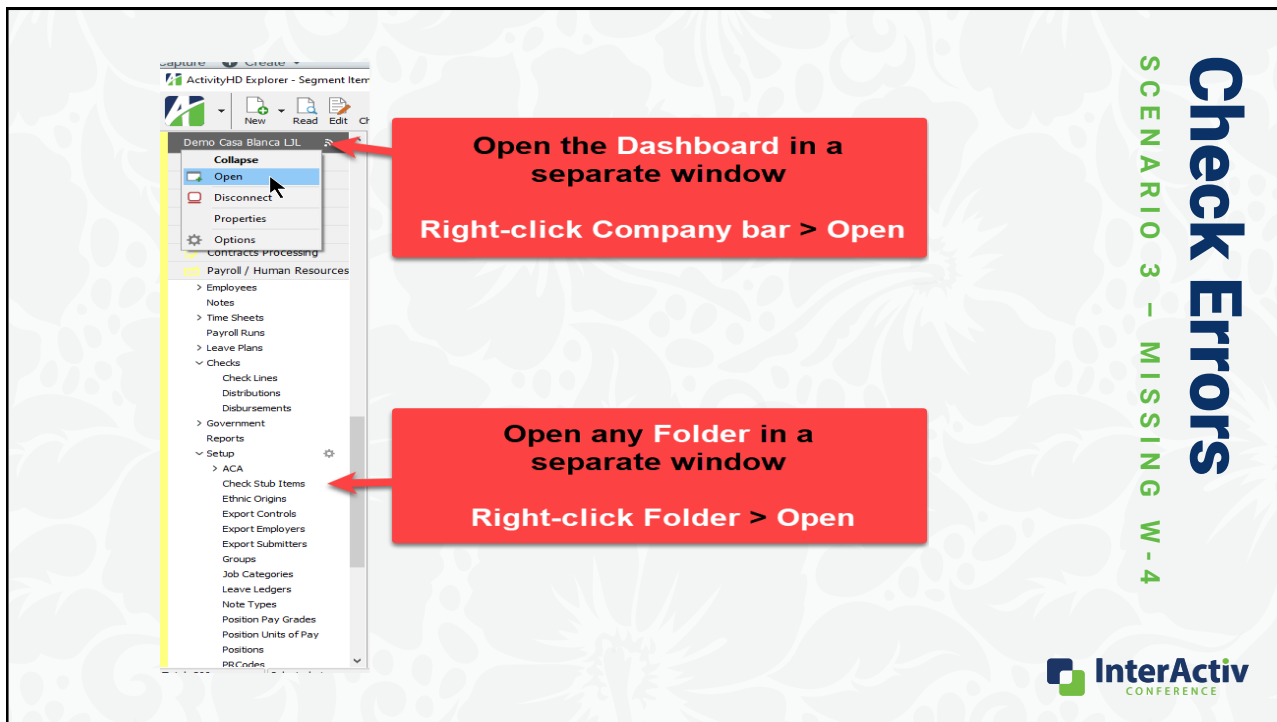 Capture Create
ActivityHD Explorer - Segment Item
New Read Edit Ch
Demo Casa Blanca LJL
Collapse
Open
Disconnect
Properties
Options
Contracts Processing
Payroll / Human Resources
> Employees
Notes
> Time Sheets
Payroll Runs
> Leave Plans
Checks
Check Lines
Distributions
Disbursements
> Government
Reports
Setup
> ACA
Check Stub Items
Ethnic Origins
Export Controls
Export Employers
Export Submitters
Groups
Job Categories
Leave Ledgers
Note Types
Position Pay Grades
Position Units of Pay
Positions
PRCodes
Open the Dashboard in a
separate window
Right-click Company bar > Open
Open any Folder in a
separate window
Right-click Folder > Open
Check Errors
SCENARIO 3 – MISSING W-4
InterActiv
CONFERENCE